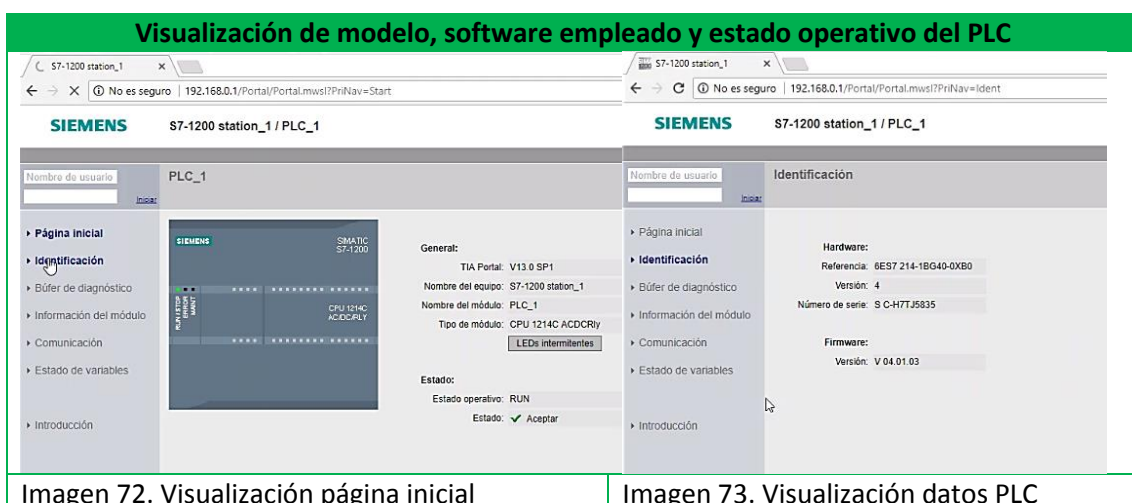 Visualización de modelo, software empleado y estado operativo del PLC
S7-1200 station_1
No es seguro | 192.168.0.1/Portal/Portal.mwsl?PriNav=Start
SIEMENS
S7-1200 station_1 / PLC_1
Nombre de usuario
Iniciar
PLC_1
Página inicial
Identificación
Búfer de diagnóstico
Información del módulo
Comunicación
Estado de variables
Introducción
SIEMENS
SIMATIC
S7-1200
RUN / STOP
ERROR
MAINT
CPU 1214C
AC/DC/RLY
General:
TIA Portal: V13.0 SP1
Nombre del equipo: S7-1200 station_1
Nombre del módulo: PLC_1
Tipo de módulo: CPU 1214C ACDCRly
LEDs intermitentes
Estado:
Estado operativo: RUN
Estado: ✓ Aceptar
S7-1200 station_1
No es seguro | 192.168.0.1/Portal/Portal.mwsl?PriNav=Ident
SIEMENS
S7-1200 station_1 / PLC_1
Nombre de usuario
Iniciar
Identificación
Página inicial
Identificación
Búfer de diagnóstico
Información del módulo
Comunicación
Estado de variables
Introducción
Hardware:
Referencia: 6ES7 214-1BG40-0XB0
Versión: 4
Número de serie: S C-H7TJ5835
Firmware:
Versión: V 04.01.03
Imagen 72. Visualización página inicial
Imagen 73. Visualización datos PLC